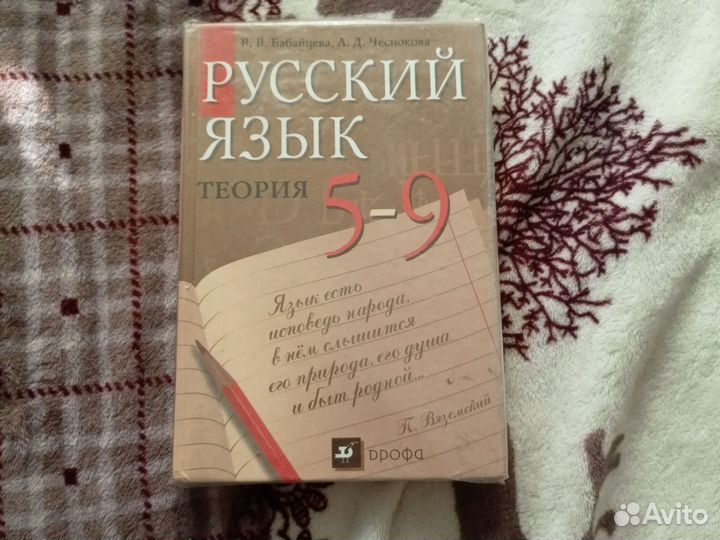 В. В. Бабайцева, Л. Д. Чеснокова
РУССКИЙ
ЯЗЫК
ТЕОРИЯ
5-9
Язык есть
исповедь народа,
в нём слышится
его природа, его душа
и быт родной...
П. Вяземский
дрофа
Avito